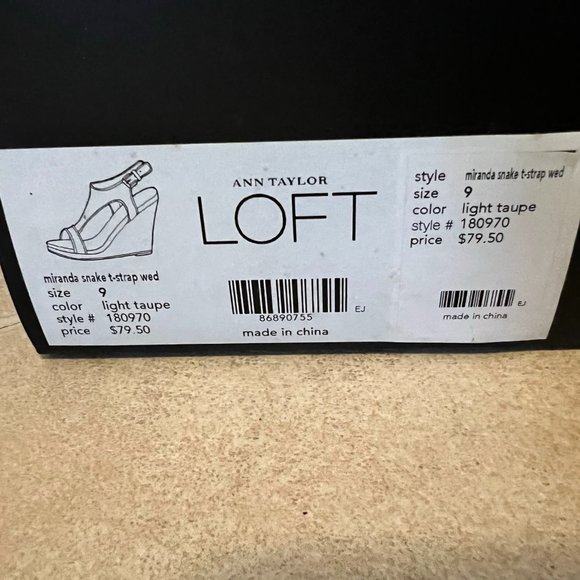 miranda snake t-strap wed
size 9
color light taupe
style # 180970
price $79.50
ANN TAYLOR
LOFT
86890755 EJ
made in china
style miranda snake t-strap wed
size 9
color light taupe
style # 180970
price $79.50
EJ
made in china